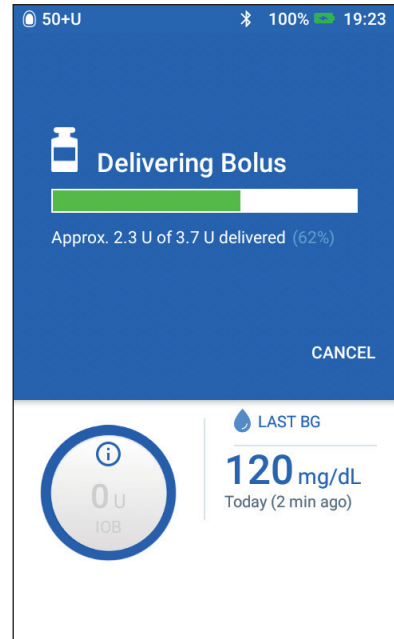 50+U 100% 19:23
Delivering Bolus
Approx. 2.3 U of 3.7 U delivered (62%)
CANCEL
LAST BG
120 mg/dL
Today (2 min ago)
0 U
IOB